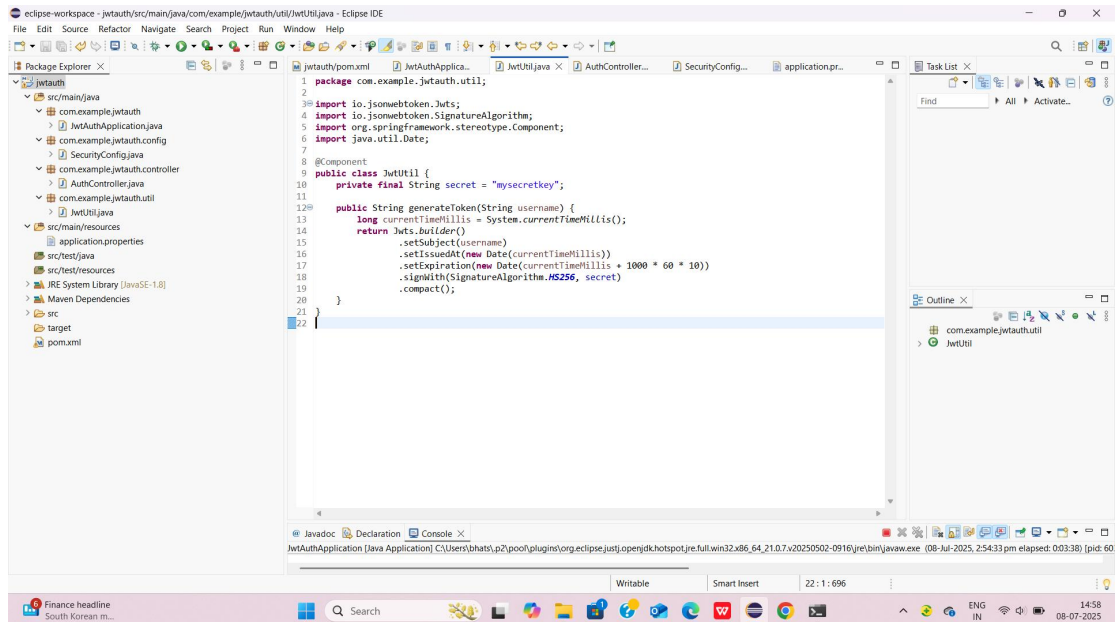 eclipse-workspace - jwtauth/src/main/java/com/example/jwtauth/util/JwtUtil.java - Eclipse IDE
File Edit Source Refactor Navigate Search Project Run Window Help
Package Explorer
jwtauth
src/main/java
com.example.jwtauth
JwtAuthApplication.java
com.example.jwtauth.config
SecurityConfig.java
com.example.jwtauth.controller
AuthController.java
com.example.jwtauth.util
JwtUtil.java
src/main/resources
application.properties
src/test/java
src/test/resources
JRE System Library [JavaSE-1.8]
Maven Dependencies
src
target
pom.xml
jwtauth/pom.xml JwtAuthApplica... JwtUtil.java AuthController... SecurityConfig.... application.pr...
1 package com.example.jwtauth.util;
2
3 import io.jsonwebtoken.Jwts;
4 import io.jsonwebtoken.SignatureAlgorithm;
5 import org.springframework.stereotype.Component;
6 import java.util.Date;
7
8 @Component
9 public class JwtUtil {
10     private final String secret = "mysecretkey";
11
12     public String generateToken(String username) {
13         long currentTimeMillis = System.currentTimeMillis();
14         return Jwts.builder()
15                 .setSubject(username)
16                 .setIssuedAt(new Date(currentTimeMillis))
17                 .setExpiration(new Date(currentTimeMillis + 1000 * 60 * 10))
18                 .signWith(SignatureAlgorithm.HS256, secret)
19                 .compact();
20     }
21 }
22
Task List
Find All Activate...
Outline
com.example.jwtauth.util
JwtUtil
Javadoc Declaration Console
JwtAuthApplication [Java Application] C:\Users\bhats\.p2\pool\plugins\org.eclipse.justj.openjdk.hotspot.jre.full.win32.x86_64_21.0.7.v20250502-0916\jre\bin\javaw.exe (08-Jul-2025, 2:54:33 pm elapsed: 0:03:38) [pid: 60
Writable Smart Insert 22 : 1 : 696
6
Finance headline
South Korean m...
Search
ENG
IN
14:58
08-07-2025